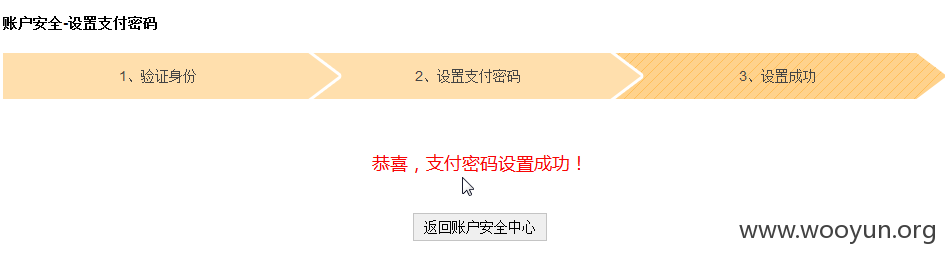 账户安全-设置支付密码
1、验证身份
2、设置支付密码
3、设置成功
恭喜，支付密码设置成功！
返回账户安全中心
www.wooyun.org